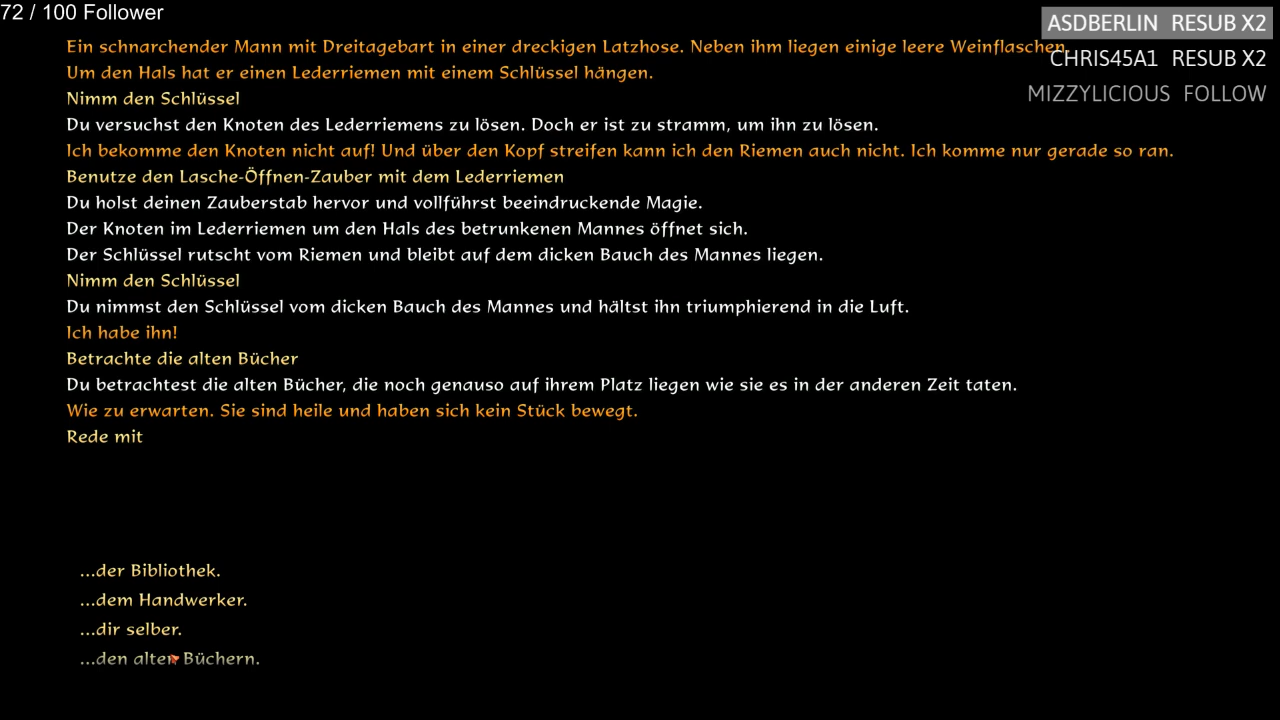 72 / 100 Follower
ASDBERLIN RESUB X2
Ein schnarchender Mann mit Dreitagebart in einer dreckigen Latzhose. Neben ihm liegen einige leere Weinflaschen.
CHRIS45A1 RESUB X2
Um den Hals hat er einen Lederriemen mit einem Schlüssel hängen.
MIZZYLICIOUS FOLLOW
Nimm den Schlüssel
Du versuchst den Knoten des Lederriemens zu lösen. Doch er ist zu stramm, um ihn zu lösen.
Ich bekomme den Knoten nicht auf! Und über den Kopf streifen kann ich den Riemen auch nicht. Ich komme nur gerade so ran.
Benutze den Lasche-Öffnen-Zauber mit dem Lederriemen
Du holst deinen Zauberstab hervor und vollführst beeindruckende Magie.
Der Knoten im Lederriemen um den Hals des betrunkenen Mannes öffnet sich.
Der Schlüssel rutscht vom Riemen und bleibt auf dem dicken Bauch des Mannes liegen.
Nimm den Schlüssel
Du nimmst den Schlüssel vom dicken Bauch des Mannes und hältst ihn triumphierend in die Luft.
Ich habe ihn!
Betrachte die alten Bücher
Du betrachtest die alten Bücher, die noch genauso auf ihrem Platz liegen wie sie es in der anderen Zeit taten.
Wie zu erwarten. Sie sind heile und haben sich kein Stück bewegt.
Rede mit
...der Bibliothek.
...dem Handwerker.
...dir selber.
...den alten Büchern.